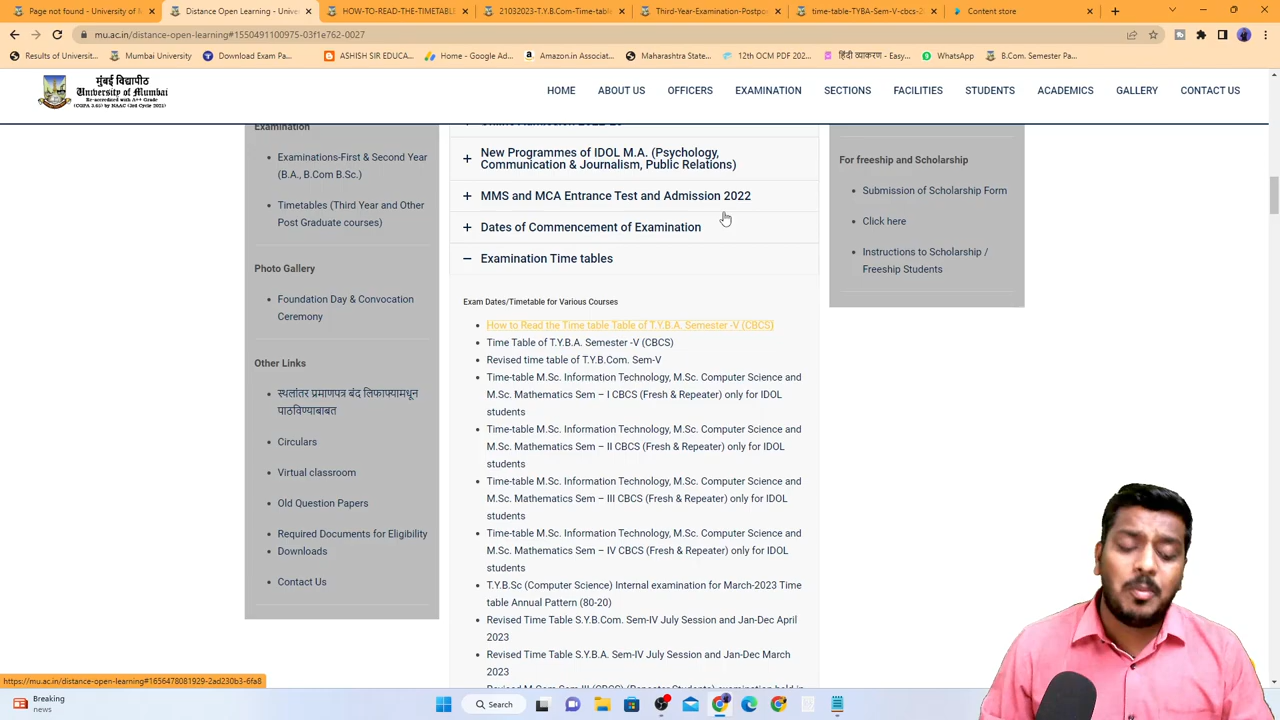 Page not found - University of M
Distance Open Learning - Univer
HOW-TO-READ-THE-TIMETABLE
21032023-T.Y.B.Com-Time-table
Third-Year-Examination-Postpon
time-table-TYBA-Sem-V-cbcs-2
Content store
mu.ac.in/distance-open-learning#1550491100975-03f1e762-0027
Results of Universit...
Mumbai University
Download Exam Pa...
ASHISH SIR EDUCA...
Home - Google Ad...
Amazon.in Associat...
Maharashtra State...
12th OCM PDF 202...
हिंदी व्याकरण - Easy...
WhatsApp
B.Com. Semester Pa...
मुंबई विद्यापीठ
University of Mumbai
Re-accredited with A++ Grade
(CGPA 3.65) by NAAC (3rd Cycle 2021)
HOME
ABOUT US
OFFICERS
EXAMINATION
SECTIONS
FACILITIES
STUDENTS
ACADEMICS
GALLERY
CONTACT US
Examination
Examinations-First & Second Year
(B.A., B.Com B.Sc.)
Timetables (Third Year and Other
Post Graduate courses)
Photo Gallery
Foundation Day & Convocation
Ceremony
Other Links
स्थलांतर प्रमाणपत्र बंद लिफाफ्यामधून
पाठविण्याबाबत
Circulars
Virtual classroom
Old Question Papers
Required Documents for Eligibility
Downloads
Contact Us
New Programmes of IDOL M.A. (Psychology,
Communication & Journalism, Public Relations)
MMS and MCA Entrance Test and Admission 2022
Dates of Commencement of Examination
Examination Time tables
Exam Dates/Timetable for Various Courses
How to Read the Time table Table of T.Y.B.A. Semester -V (CBCS)
Time Table of T.Y.B.A. Semester -V (CBCS)
Revised time table of T.Y.B.Com. Sem-V
Time-table M.Sc. Information Technology, M.Sc. Computer Science and
M.Sc. Mathematics Sem – I CBCS (Fresh & Repeater) only for IDOL
students
Time-table M.Sc. Information Technology, M.Sc. Computer Science and
M.Sc. Mathematics Sem – II CBCS (Fresh & Repeater) only for IDOL
students
Time-table M.Sc. Information Technology, M.Sc. Computer Science and
M.Sc. Mathematics Sem – III CBCS (Fresh & Repeater) only for IDOL
students
Time-table M.Sc. Information Technology, M.Sc. Computer Science and
M.Sc. Mathematics Sem – IV CBCS (Fresh & Repeater) only for IDOL
students
T.Y.B.Sc (Computer Science) Internal examination for March-2023 Time
table Annual Pattern (80-20)
Revised Time Table S.Y.B.Com. Sem-IV July Session and Jan-Dec April
2023
Revised Time Table S.Y.B.A. Sem-IV July Session and Jan-Dec March
2023
For freeship and Scholarship
Submission of Scholarship Form
Click here
Instructions to Scholarship /
Freeship Students
https://mu.ac.in/distance-open-learning#1656478081929-2ad230b3-6fa8
Breaking
news
Search